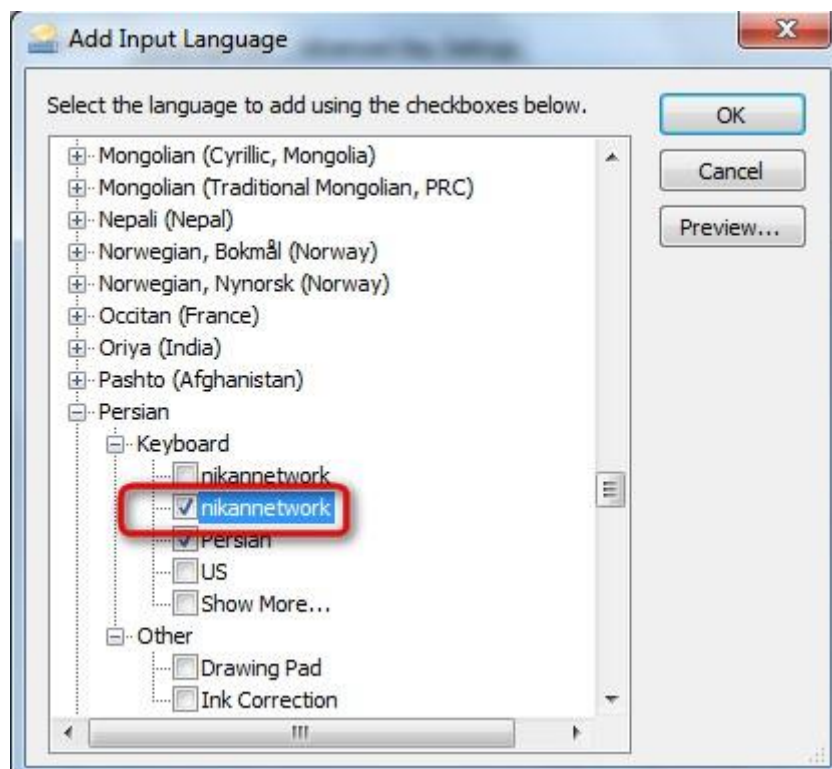 Add Input Language
Select the language to add using the checkboxes below.
OK
Cancel
Preview...
Mongolian (Cyrillic, Mongolia)
Mongolian (Traditional Mongolian, PRC)
Nepali (Nepal)
Norwegian, Bokmål (Norway)
Norwegian, Nynorsk (Norway)
Occitan (France)
Oriya (India)
Pashto (Afghanistan)
Persian
Keyboard
nikannetwork
nikannetwork
Persian
US
Show More...
Other
Drawing Pad
Ink Correction